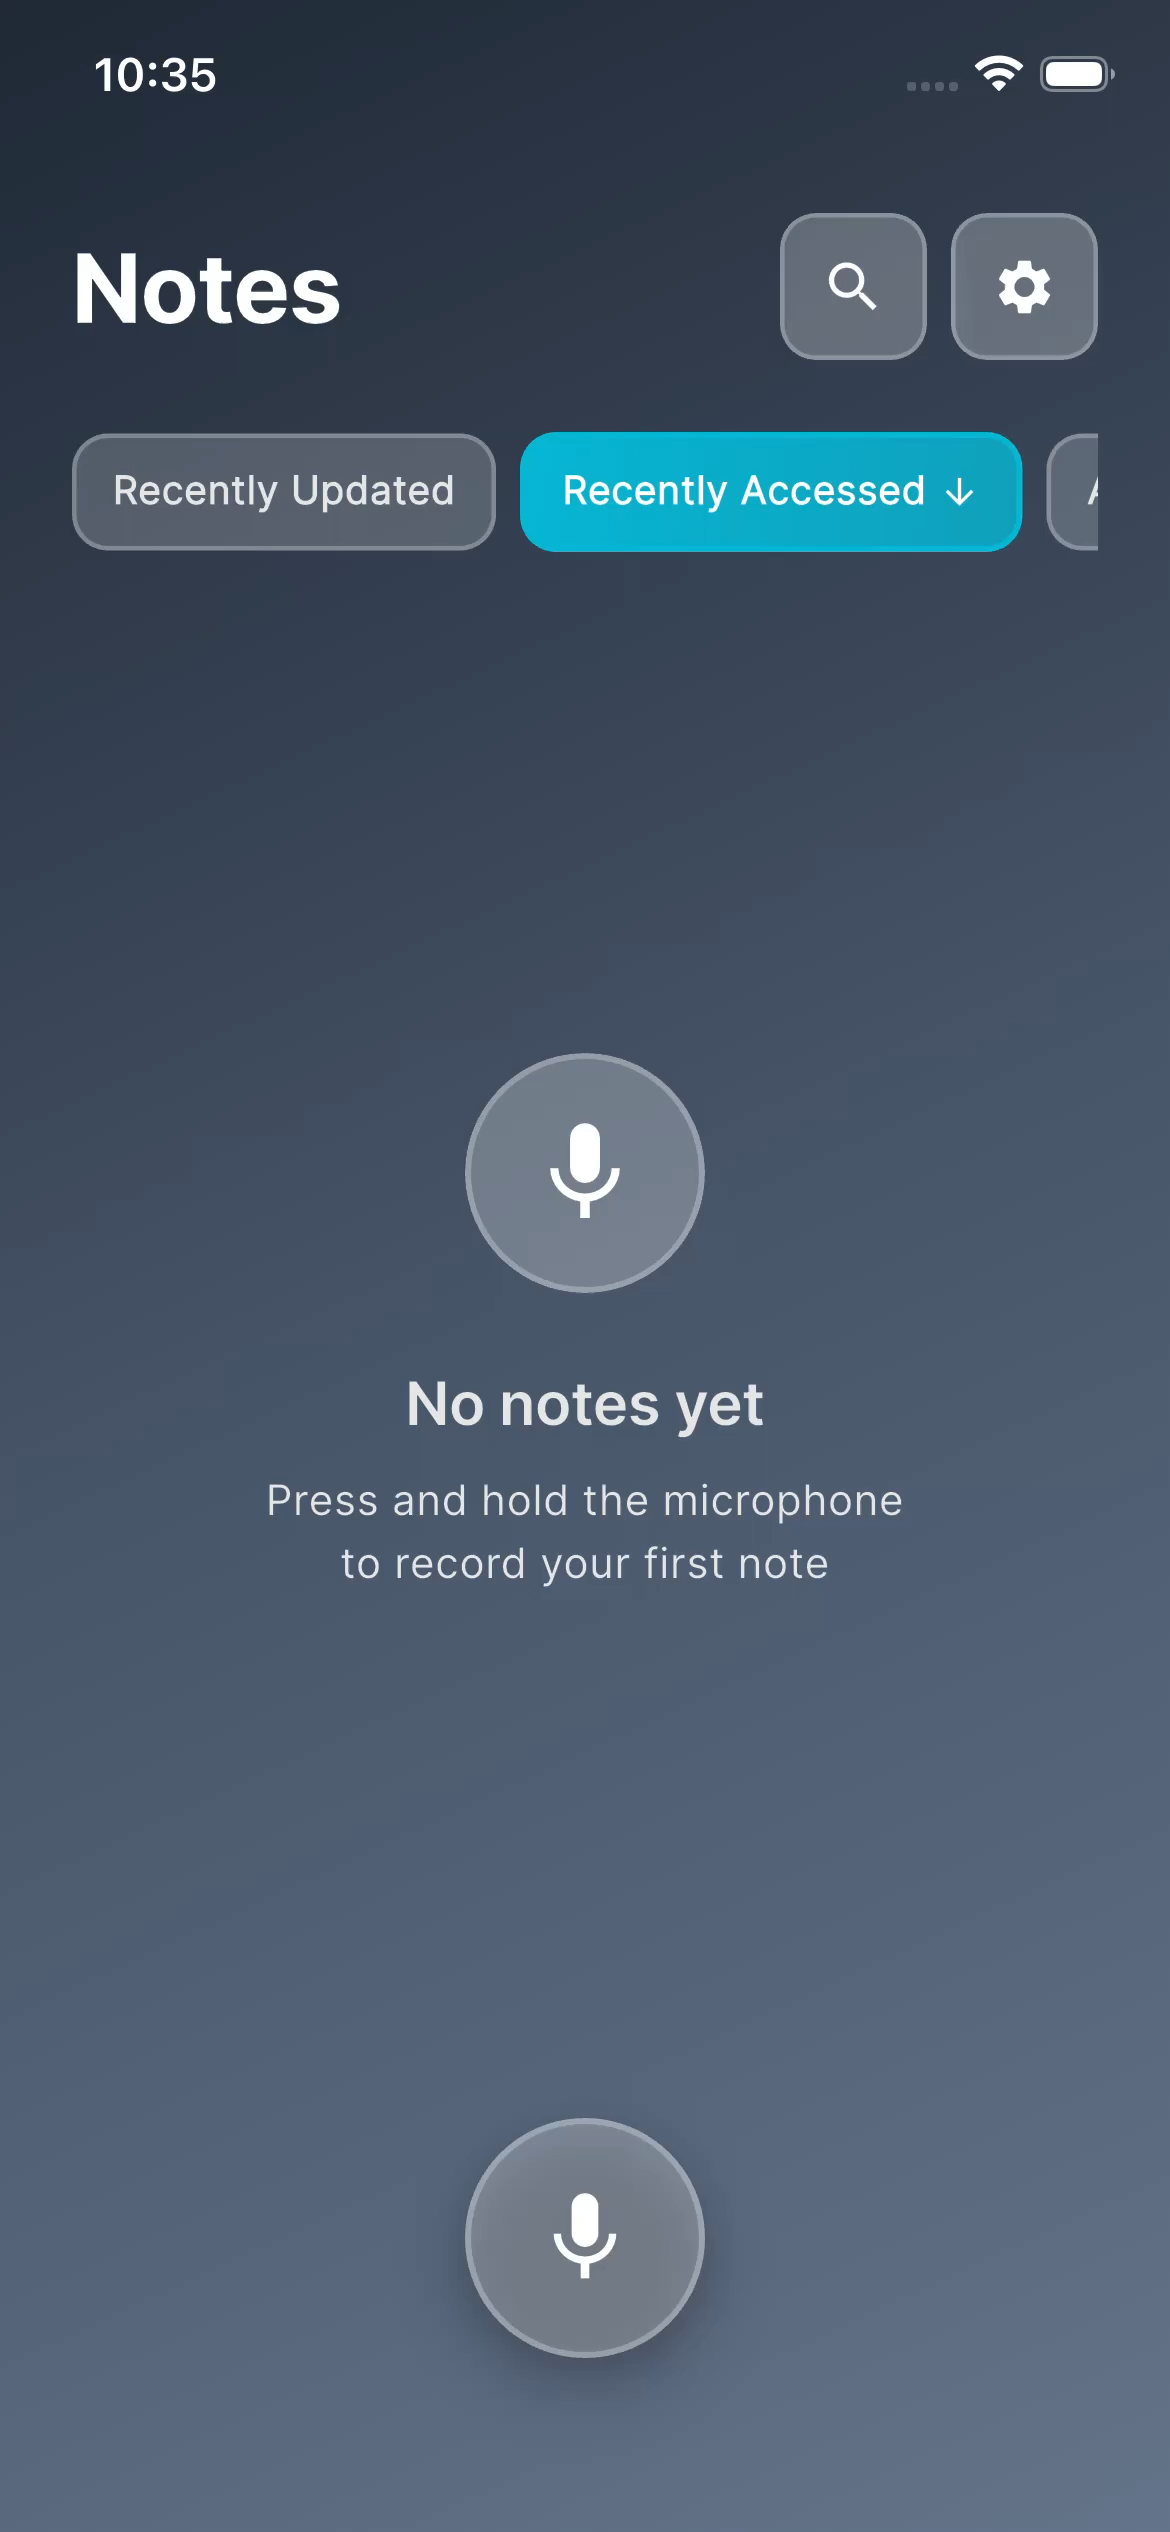 10:35
Notes
Recently Updated
Recently Accessed ↓
No notes yet
Press and hold the microphone
to record your first note